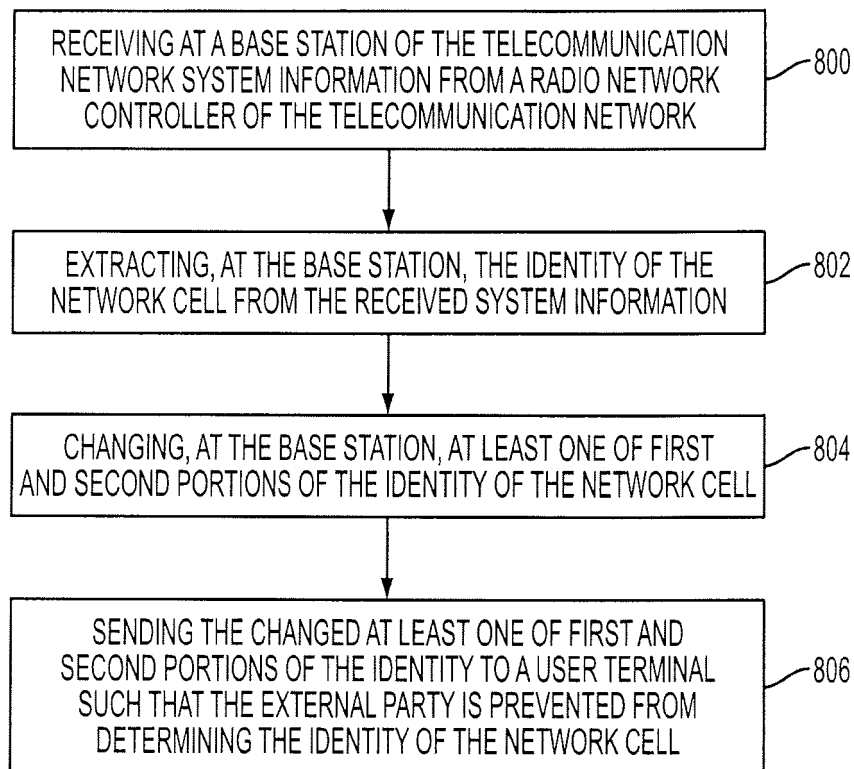 RECEIVING AT A BASE STATION OF THE TELECOMMUNICATION
NETWORK SYSTEM INFORMATION FROM A RADIO NETWORK
CONTROLLER OF THE TELECOMMUNICATION NETWORK
800
EXTRACTING, AT THE BASE STATION, THE IDENTITY OF THE
NETWORK CELL FROM THE RECEIVED SYSTEM INFORMATION
802
CHANGING, AT THE BASE STATION, AT LEAST ONE OF FIRST
AND SECOND PORTIONS OF THE IDENTITY OF THE NETWORK CELL
804
SENDING THE CHANGED AT LEAST ONE OF FIRST AND
SECOND PORTIONS OF THE IDENTITY TO A USER TERMINAL
SUCH THAT THE EXTERNAL PARTY IS PREVENTED FROM
DETERMINING THE IDENTITY OF THE NETWORK CELL
806